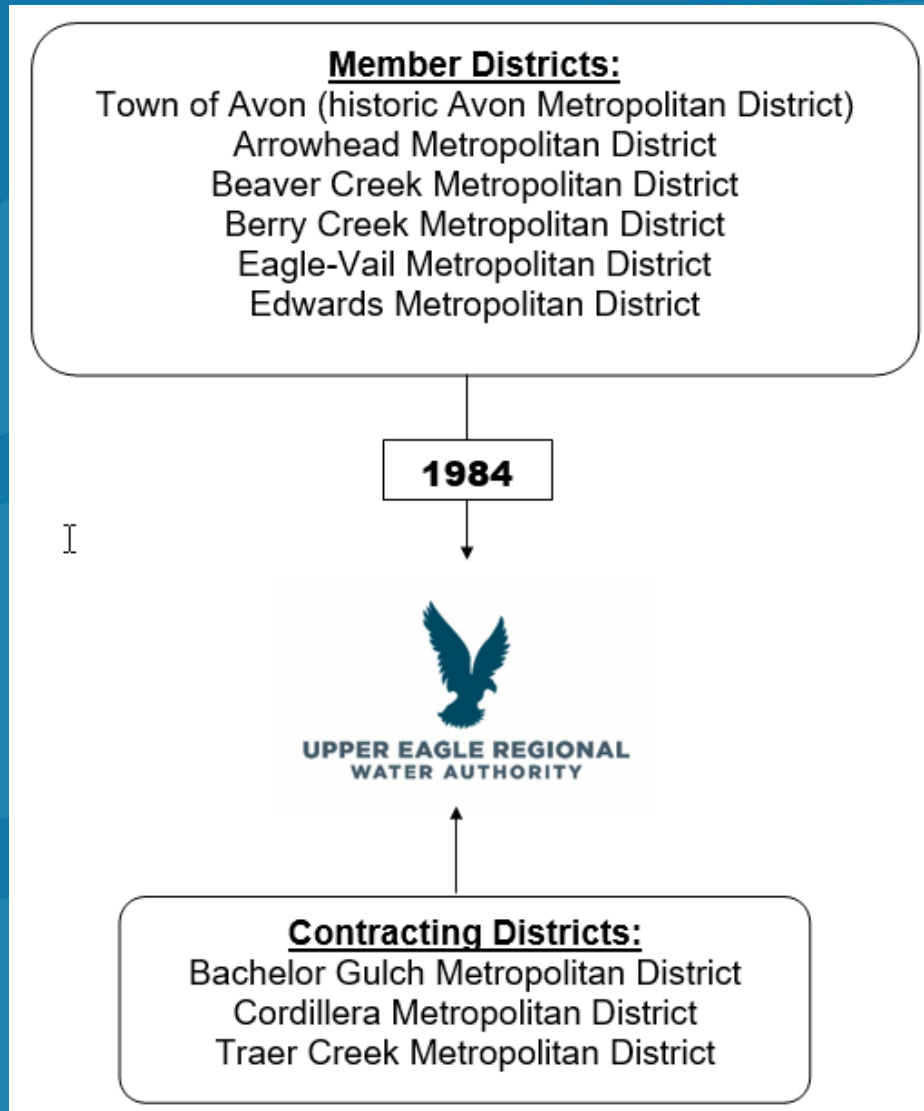 Member Districts:
Town of Avon (historic Avon Metropolitan District)
Arrowhead Metropolitan District
Beaver Creek Metropolitan District
Berry Creek Metropolitan District
Eagle-Vail Metropolitan District
Edwards Metropolitan District
1984
UPPER EAGLE REGIONAL
WATER AUTHORITY
Contracting Districts:
Bachelor Gulch Metropolitan District
Cordillera Metropolitan District
Traer Creek Metropolitan District